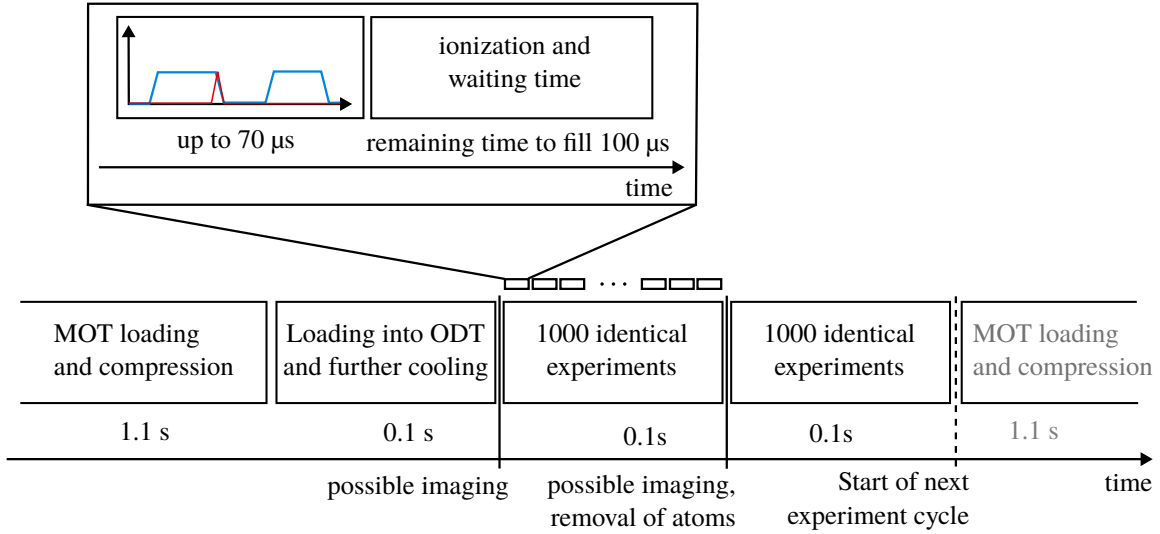 ionization and
waiting time
up to 70 µs
remaining time to fill 100 µs
time
. . .
MOT loading
and compression
Loading into ODT
and further cooling
1000 identical
experiments
1000 identical
experiments
MOT loading
and compression
1.1 s
0.1 s
0.1s
0.1s
1.1 s
possible imaging
possible imaging,
removal of atoms
Start of next
experiment cycle
time